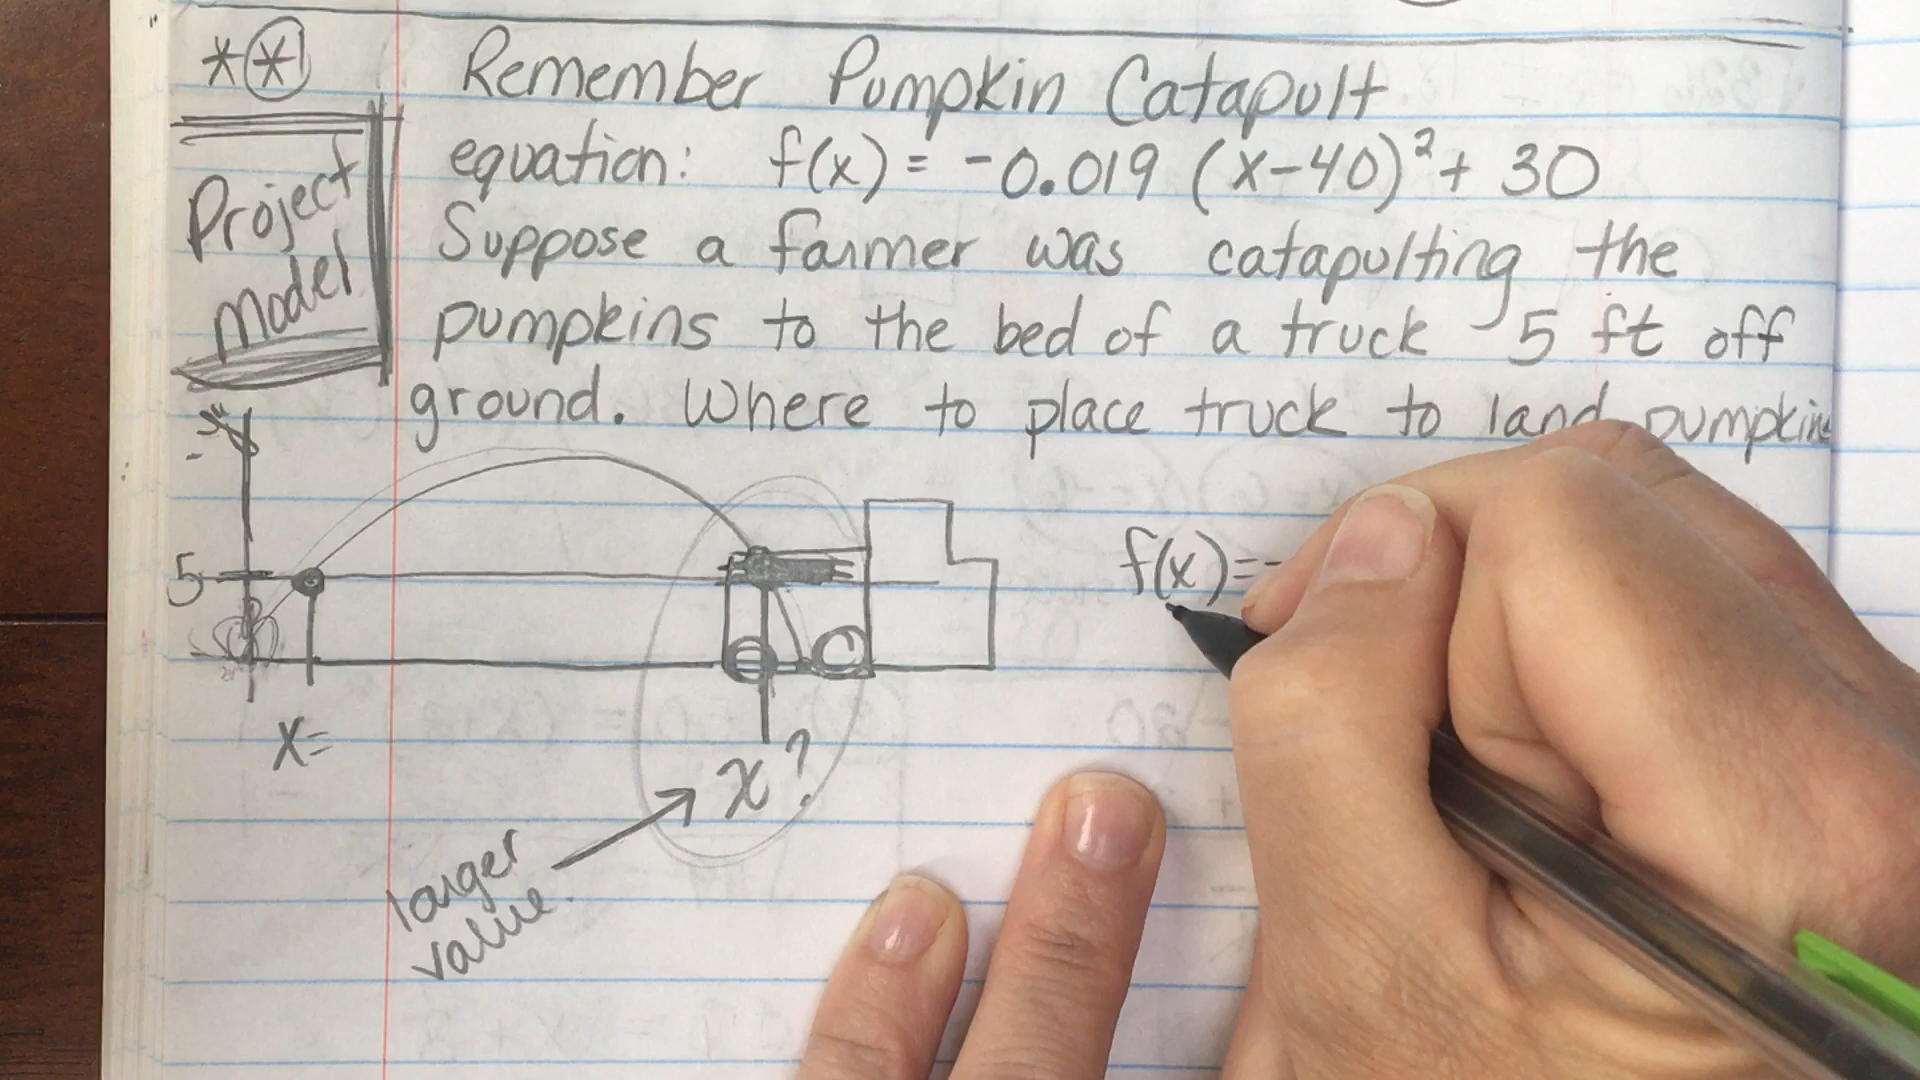 **
Project
Model
Remember Pumpkin Catapult
equation: f(x) = -0.019 (x-40)² + 30
Suppose a farmer was catapulting the
pumpkins to the bed of a truck 5 ft off
ground. Where to place truck to land pumpkin
5
f(x)=-
x=
x?
larger
value.